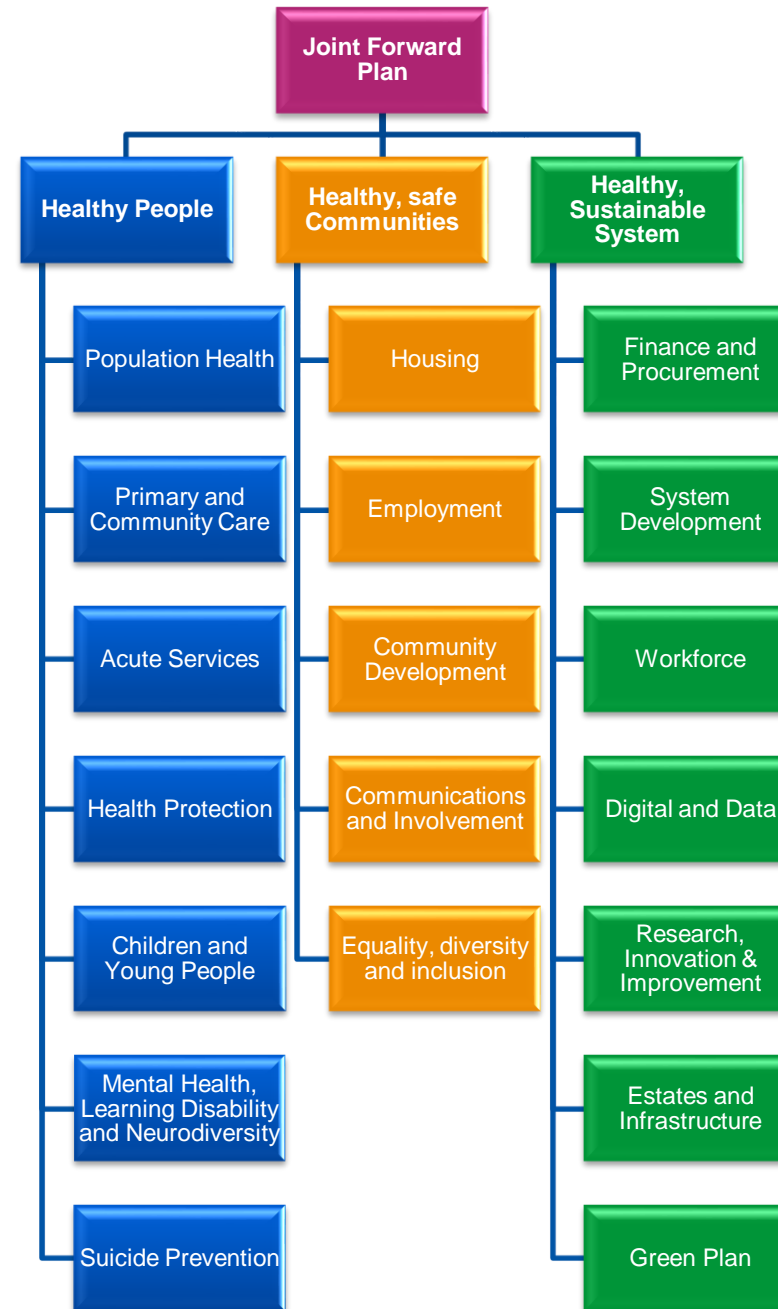 Joint Forward
Plan
Healthy People
Healthy, safe
Communities
Healthy,
Sustainable
System
Population Health
Primary and
Community Care
Acute Services
Health Protection
Children and
Young People
Mental Health,
Learning Disability
and Neurodiversity
Suicide Prevention
Housing
Employment
Community
Development
Communications
and Involvement
Equality, diversity
and inclusion
Finance and
Procurement
System
Development
Workforce
Digital and Data
Research,
Innovation &
Improvement
Estates and
Infrastructure
Green Plan